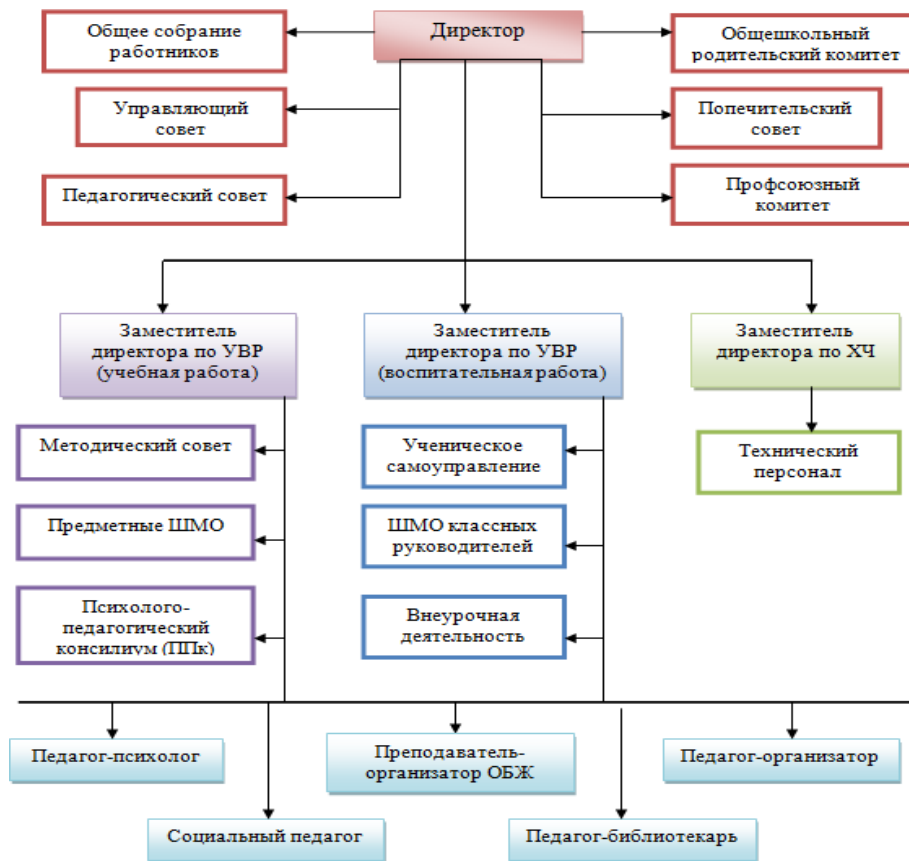 Общее собрание
работников
Директор
Общешкольный
родительский комитет
Управляющий
совет
Попечительский
совет
Педагогический совет
Профсоюзный
комитет
Заместитель
директора по УВР
(учебная работа)
Заместитель
директора по УВР
(воспитательная работа)
Заместитель
директора по ХЧ
Методический совет
Ученическое
самоуправление
Технический
персонал
Предметные ШМО
ШМО классных
руководителей
Психолого-
педагогический
консилиум (ППк)
Внеурочная
деятельность
Педагог-психолог
Преподаватель-
организатор ОБЖ
Педагог-организатор
Социальный педагог
Педагог-библиотекарь